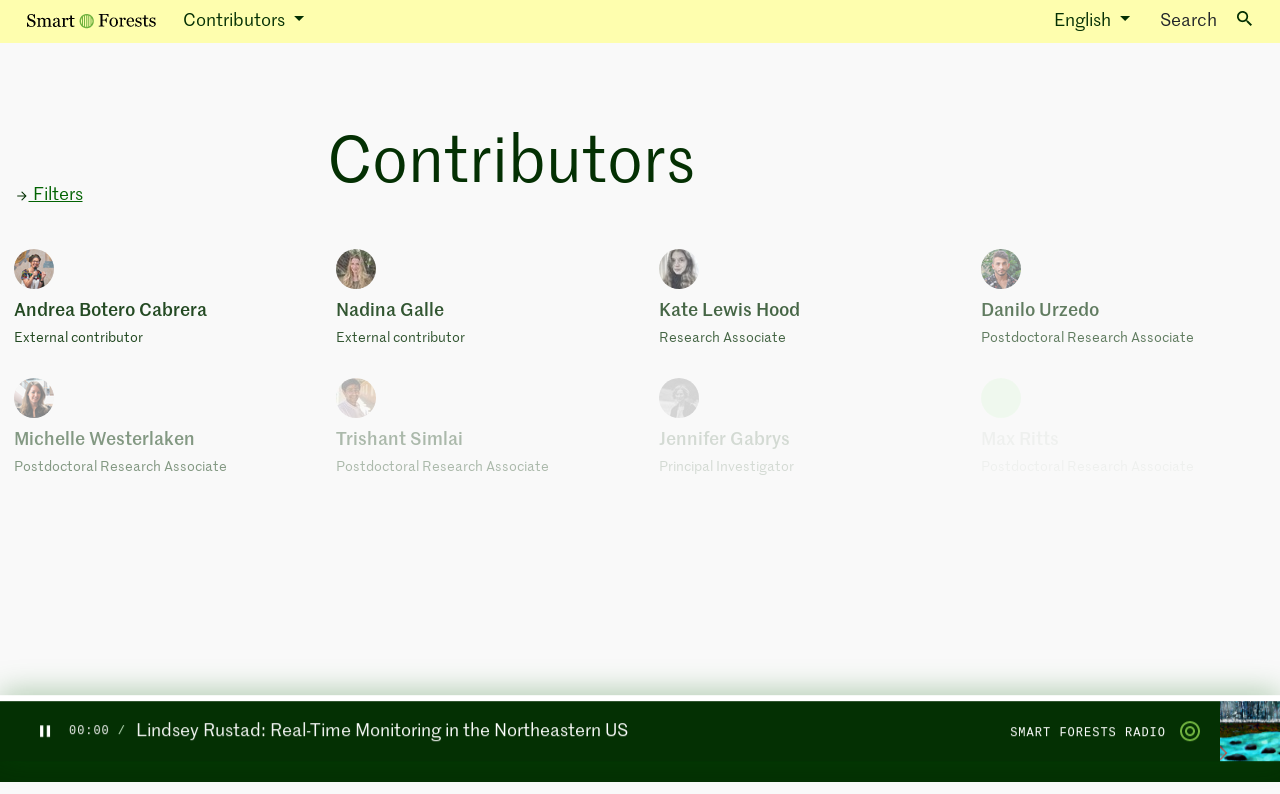 Smart Forests
Contributors
English
Search
Contributors
Filters
Andrea Botero Cabrera
External contributor
Nadina Galle
External contributor
Kate Lewis Hood
Research Associate
Danilo Urzedo
Postdoctoral Research Associate
Michelle Westerlaken
Postdoctoral Research Associate
Trishant Simlai
Postdoctoral Research Associate
Jennifer Gabrys
Principal Investigator
Max Ritts
Postdoctoral Research Associate
00:00 / Lindsey Rustad: Real-Time Monitoring in the Northeastern US
SMART FORESTS RADIO